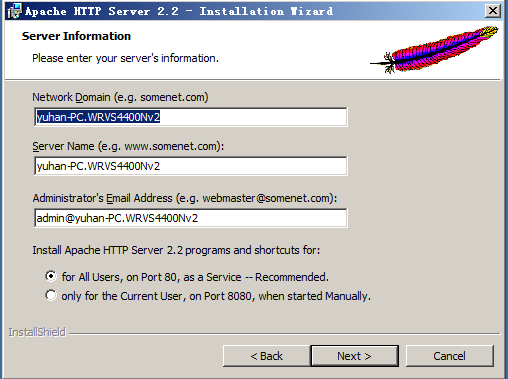 Apache HTTP Server 2.2 - Installation Wizard
Server Information
Please enter your server's information.
Network Domain (e.g. somenet.com)
yuhan-PC.WRVS4400Nv2
Server Name (e.g. www.somenet.com):
yuhan-PC.WRVS4400Nv2
Administrator's Email Address (e.g. webmaster@somenet.com):
admin@yuhan-PC.WRVS4400Nv2
Install Apache HTTP Server 2.2 programs and shortcuts for:
for All Users, on Port 80, as a Service -- Recommended.
only for the Current User, on Port 8080, when started Manually.
InstallShield
< Back Next > Cancel